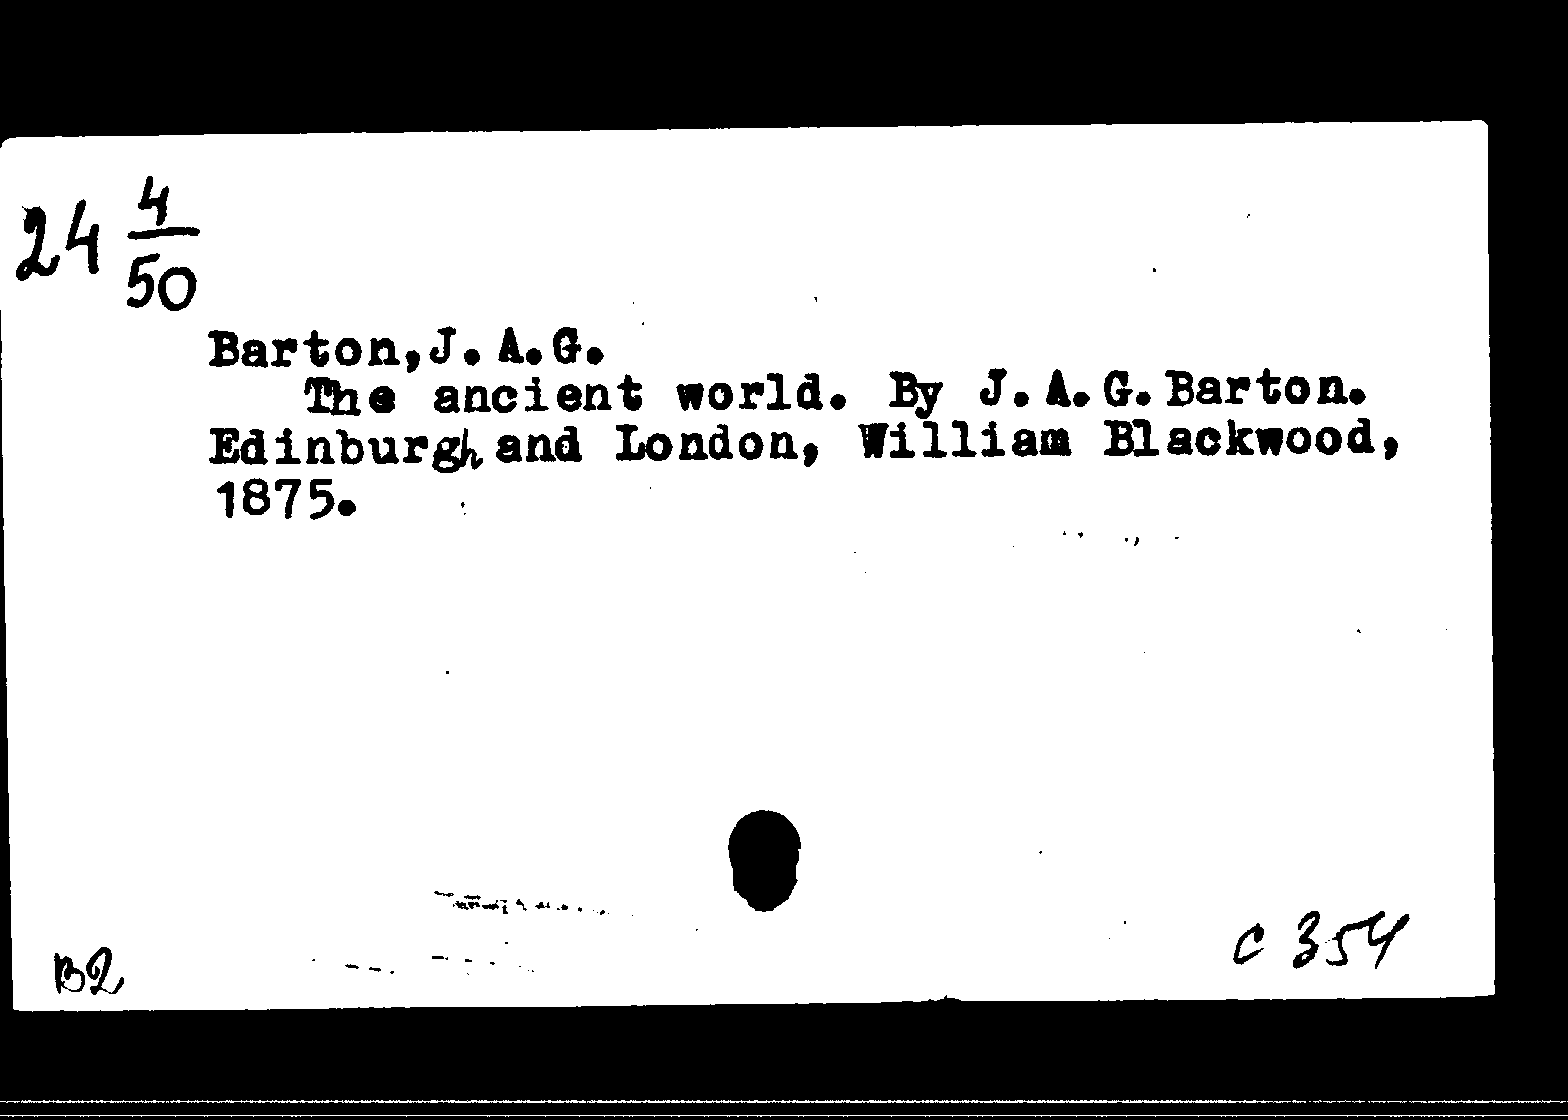 24 4/50
Barton,J.A.G.
The ancient world. By J.A.G.Barton.
Edinburgh and London, William Blackwood,
1875.
B2
C 354